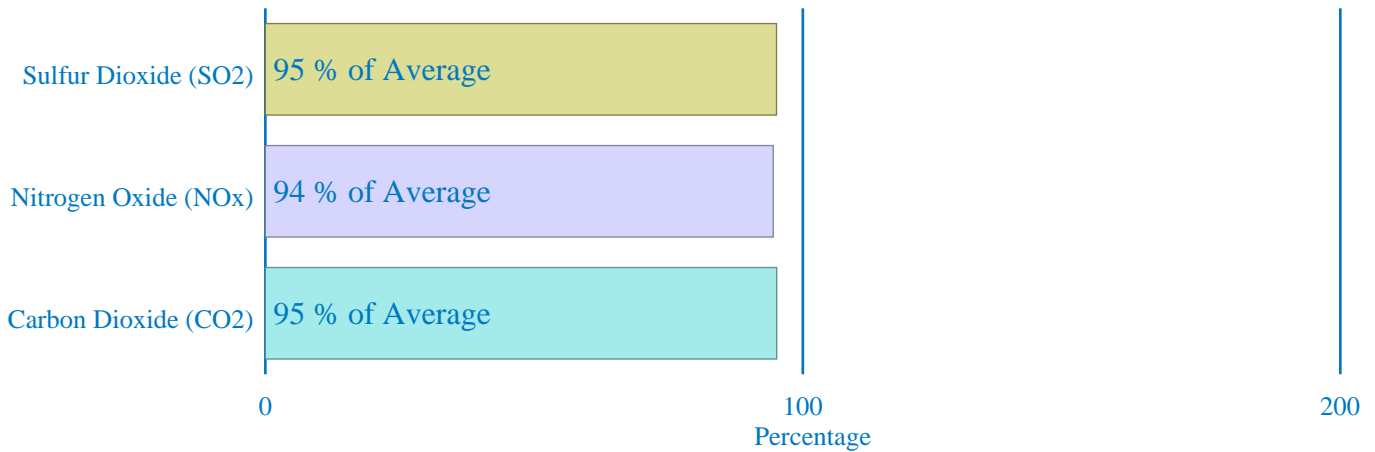 Sulfur Dioxide (SO2)
95 % of Average
Nitrogen Oxide (NOx)
94 % of Average
Carbon Dioxide (CO2)
95 % of Average
0
100
200
Percentage